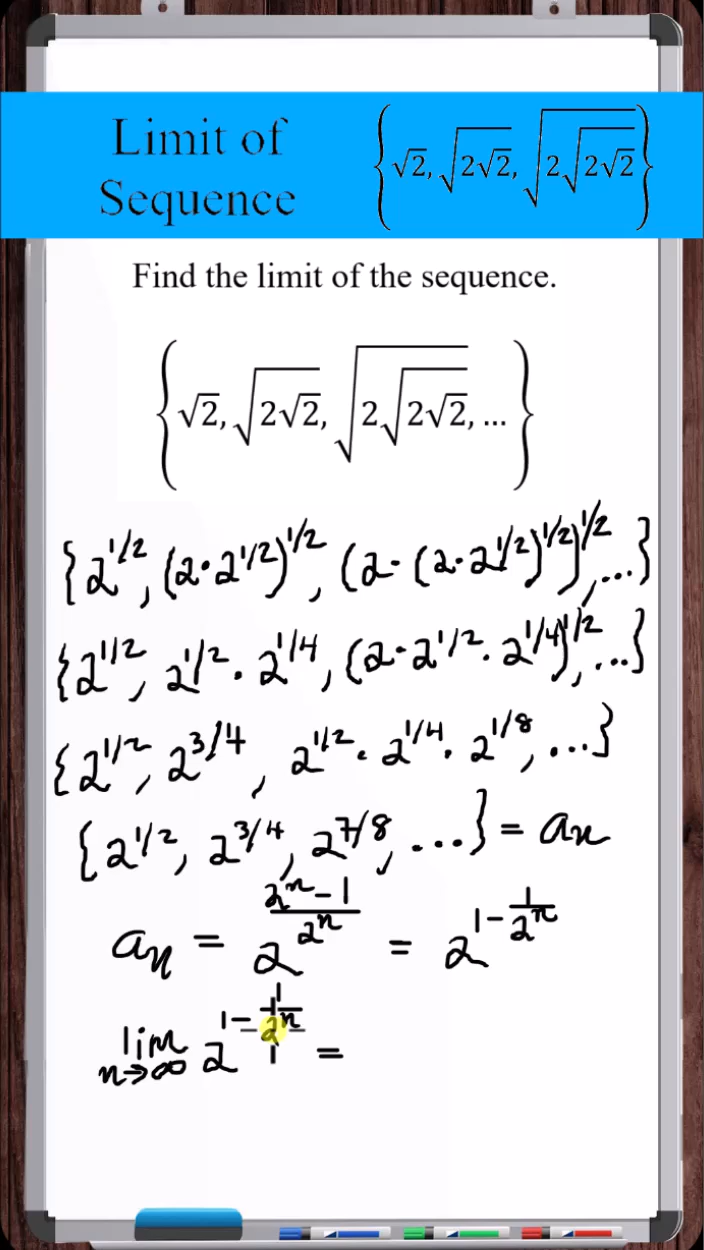 Limit of
Sequence
{√2, √(2√2), √(2√(2√2))}
Find the limit of the sequence.
{√2, √(2√2), √(2√(2√2)), ...}
{2^(1/2), (2·2^(1/2))^(1/2), (2·(2·2^(1/2))^(1/2))^(1/2), ...}
{2^(1/2), 2^(1/2)·2^(1/4), (2·2^(1/2)·2^(1/4))^(1/2), ...}
{2^(1/2), 2^(3/4), 2^(1/2)·2^(1/4)·2^(1/8), ...}
{2^(1/2), 2^(3/4), 2^(7/8), ...} = aₙ
aₙ = 2^((2^n−1)/2^n) = 2^(1−1/2^n)
lim n→∞ 2^(1−1/2^n) =